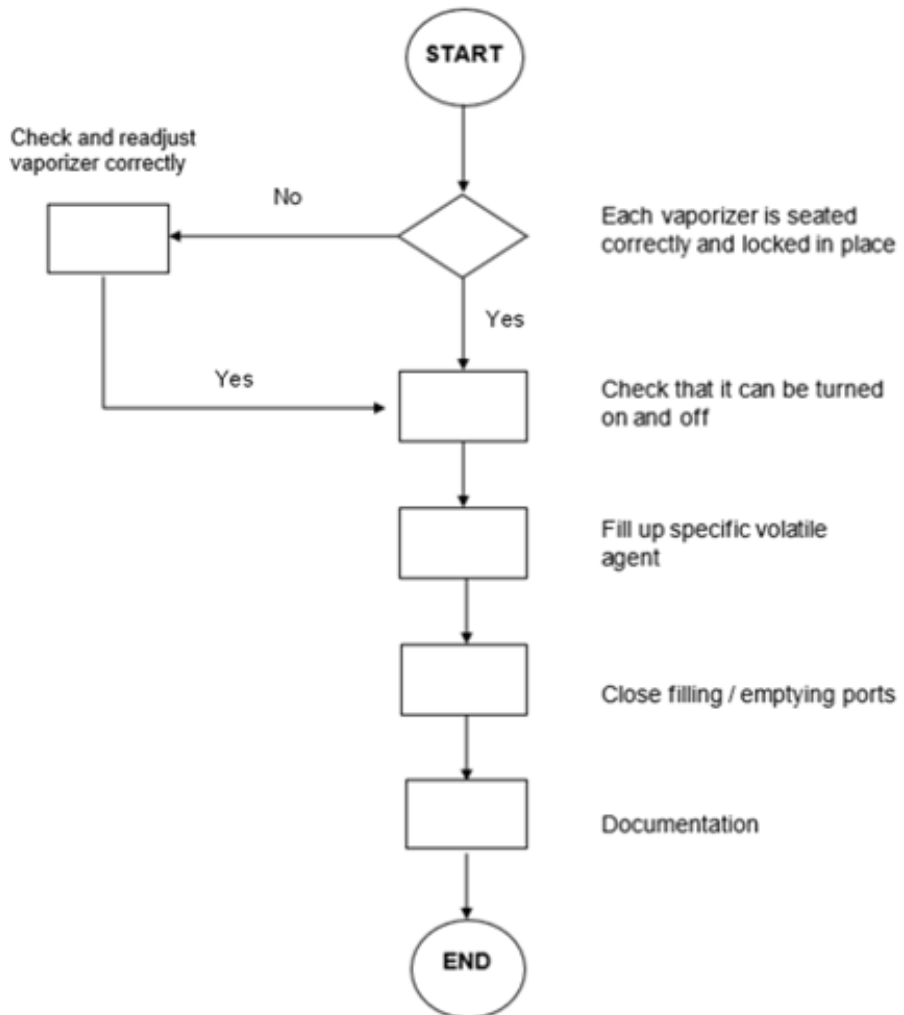 START
Check and readjust
vaporizer correctly
No
Each vaporizer is seated
correctly and locked in place
Yes
Yes
Check that it can be turned
on and off
Fill up specific volatile
agent
Close filling / emptying ports
Documentation
END